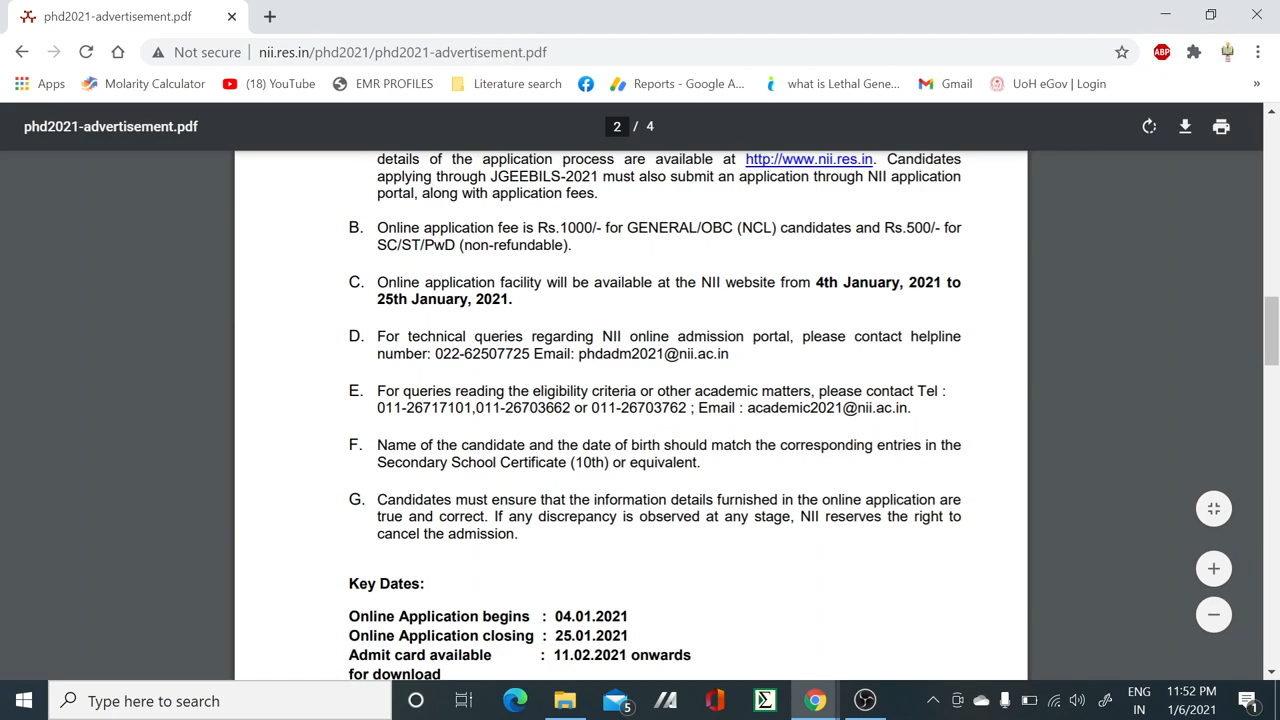 phd2021-advertisement.pdf
Not secure | nii.res.in/phd2021/phd2021-advertisement.pdf
ABP
Apps Molarity Calculator (18) YouTube EMR PROFILES Literature search Reports - Google A... what is Lethal Gene... Gmail UoH eGov | Login »
phd2021-advertisement.pdf 2 / 4
details of the application process are available at http://www.nii.res.in. Candidates
applying through JGEEBILS-2021 must also submit an application through NII application
portal, along with application fees.
B. Online application fee is Rs.1000/- for GENERAL/OBC (NCL) candidates and Rs.500/- for
SC/ST/PwD (non-refundable).
C. Online application facility will be available at the NII website from 4th January, 2021 to
25th January, 2021.
D. For technical queries regarding NII online admission portal, please contact helpline
number: 022-62507725 Email: phdadm2021@nii.ac.in
E. For queries reading the eligibility criteria or other academic matters, please contact Tel :
011-26717101,011-26703662 or 011-26703762 ; Email : academic2021@nii.ac.in.
F. Name of the candidate and the date of birth should match the corresponding entries in the
Secondary School Certificate (10th) or equivalent.
G. Candidates must ensure that the information details furnished in the online application are
true and correct. If any discrepancy is observed at any stage, NII reserves the right to
cancel the admission.
Key Dates:
Online Application begins : 04.01.2021
Online Application closing : 25.01.2021
Admit card available : 11.02.2021 onwards
for download
Type here to search
5
ENG
IN
11:52 PM
1/6/2021
1